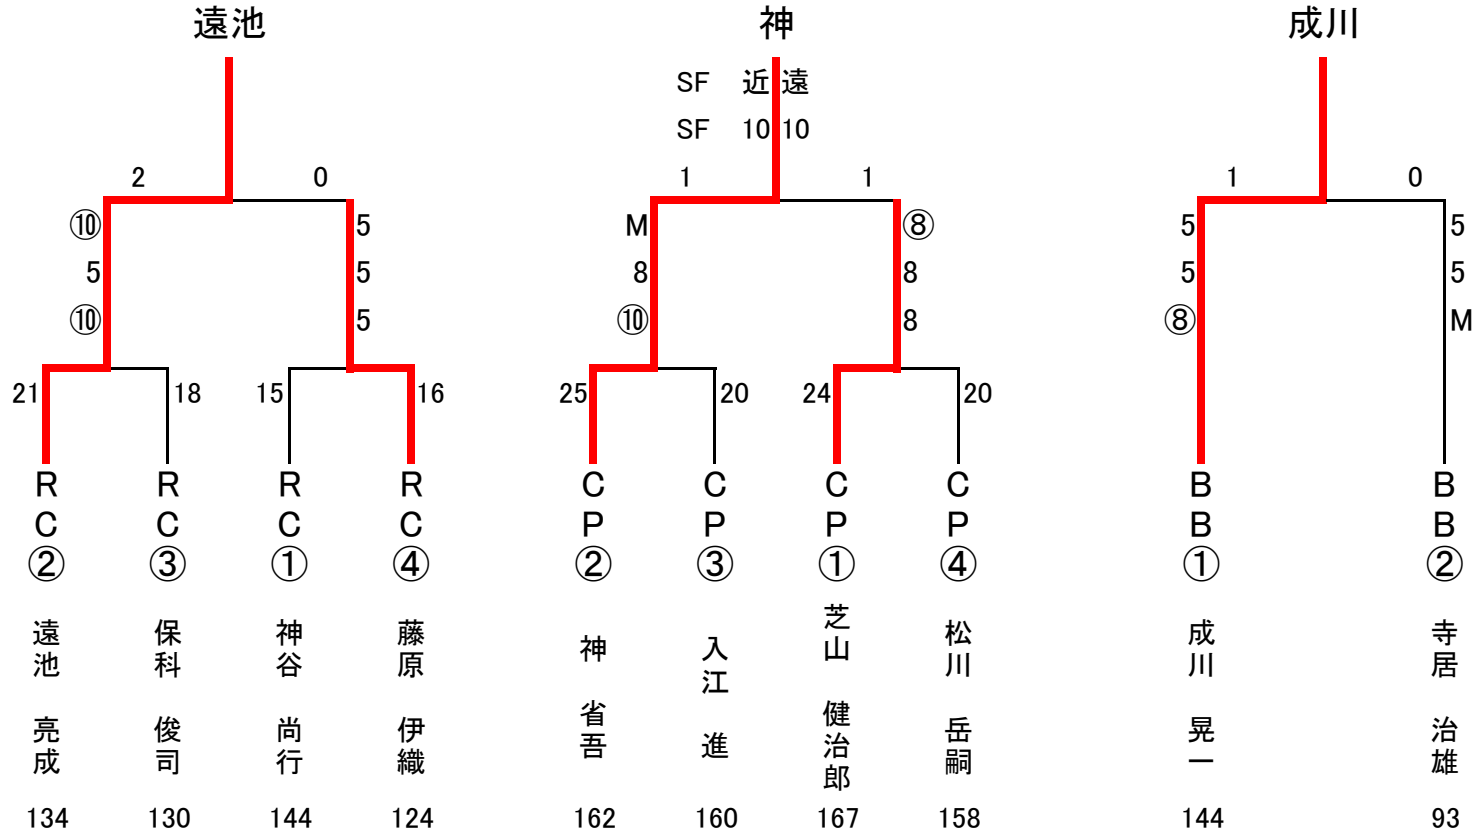 遠池 神 成川
SF 近 遠
SF 10 10
2 0 1 1 1 0
⑩ 5 M ⑧ 5 5
5 5 8 8 5 5
⑩ 5 ⑩ 8 ⑧ M
21 18 15 16 25 20 24 20
RC② RC③ RC① RC④ CP② CP③ CP① CP④ BB① BB②
遠池 亮成
保科 俊司
神谷 尚行
藤原 伊織
神 省吾
入江 進
芝山 健治郎
松川 岳嗣
成川 晃一
寺居 治雄
134 130 144 124 162 160 167 158 144 93